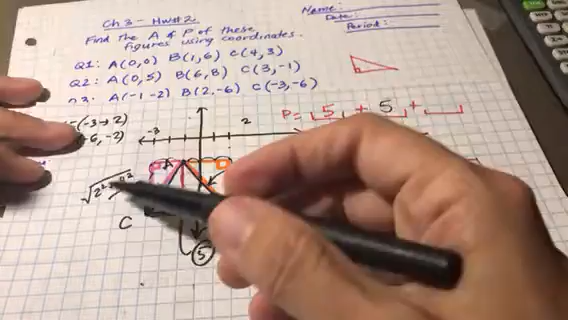 Ch 3 - HW#2
Name:
Date:
Period:
Find the A & P of these
figures using coordinates.
Q1: A(0,0) B(1,6) C(4,3)
Q2: A(0,5) B(6,8) C(3,-1)
A(-1-2) B(2,-6) C(-3,-6)
P= 5 + 5 +
-(-3+2)
-6, -2)
-3
2
C
5